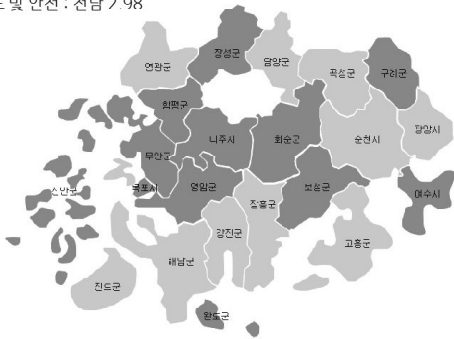 및 안전 : 전남 7.98
장성군
영광군
담양군
곡성군
구례군
함평군
나주시
화순군
순천시
광양시
무안군
신안군
목포시
영암군
보성군
여수시
장흥군
강진군
고흥군
해남군
진도군
완도군